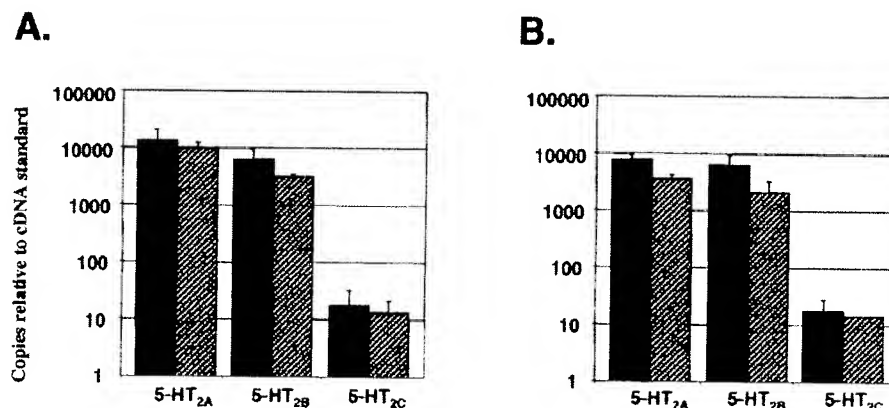 A.
B.
Copies relative to cDNA standard
100000
10000
1000
100
10
1
5-HT2A 5-HT2B 5-HT2C
100000
10000
1000
100
10
1
5-HT2A 5-HT2B 5-HT2C